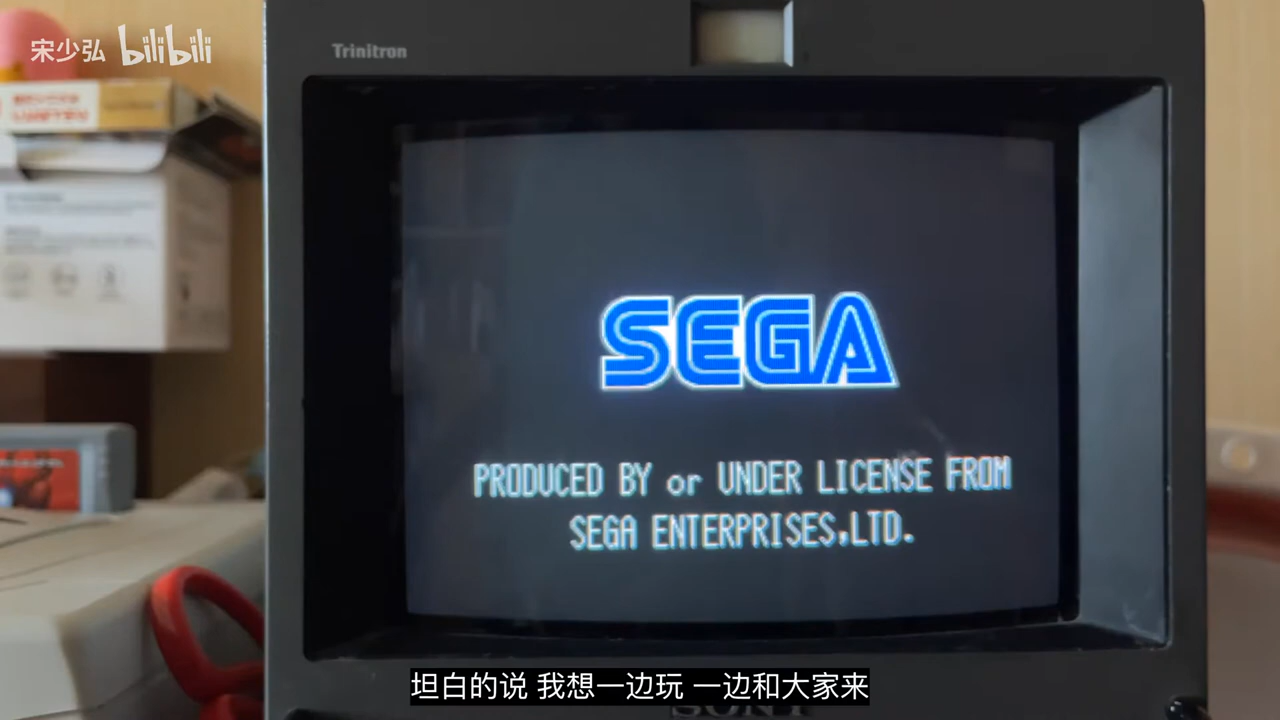 宋少弘 bilibili
Trinitron
SEGA
PRODUCED BY or UNDER LICENSE FROM
SEGA ENTERPRISES,LTD.
坦白的说 我想一边玩 一边和大家来
SONY